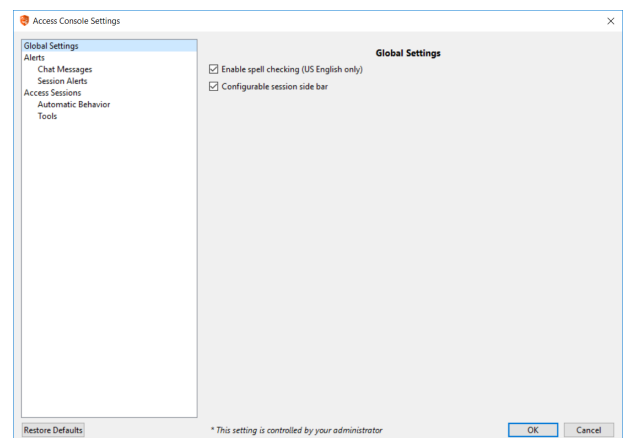 Access Console Settings
Global Settings
Alerts
Chat Messages
Session Alerts
Access Sessions
Automatic Behavior
Tools
Global Settings
Enable spell checking (US English only)
Configurable session side bar
Restore Defaults
* This setting is controlled by your administrator
OK
Cancel